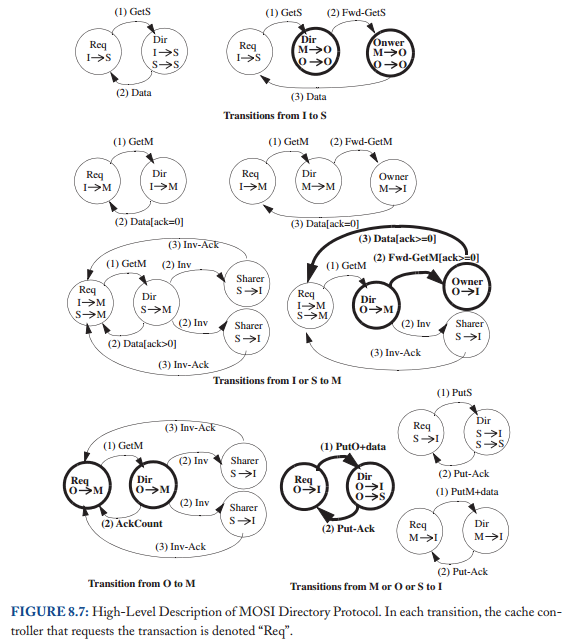 (1) GetS
Req
I→S
Dir
I→S
S→S
(2) Data
(1) GetS
(2) Fwd-GetS
Req
I→S
Dir
M→O
O→O
Onwer
M→O
O→O
(3) Data
Transitions from I to S
(1) GetM
Req
I→M
Dir
I→M
(2) Data[ack=0]
(1) GetM
(2) Fwd-GetM
Req
I→M
Dir
M→M
Owner
M→I
(3) Data[ack=0]
(3) Inv-Ack
(1) GetM
(2) Inv
Req
I→M
S→M
Dir
S→M
Sharer
S→I
(2) Inv
Sharer
S→I
(2) Data[ack>0]
(3) Inv-Ack
(3) Data[ack>=0]
(2) Fwd-GetM[ack>=0]
(1) GetM
Req
I→M
S→M
Dir
O→M
Owner
O→I
(2) Inv
Sharer
S→I
(3) Inv-Ack
Transitions from I or S to M
(3) Inv-Ack
(1) GetM
(2) Inv
Req
O→M
Dir
O→M
Sharer
S→I
(2) Inv
Sharer
S→I
(2) AckCount
(3) Inv-Ack
Transition from O to M
(1) PutO+data
Req
O→I
Dir
O→I
O→S
(2) Put-Ack
(1) PutS
Req
S→I
Dir
S→I
S→S
(2) Put-Ack
(1) PutM+data
Req
M→I
Dir
M→I
(2) Put-Ack
Transitions from M or O or S to I
FIGURE 8.7: High-Level Description of MOSI Directory Protocol. In each transition, the cache con-
troller that requests the transaction is denoted “Req”.